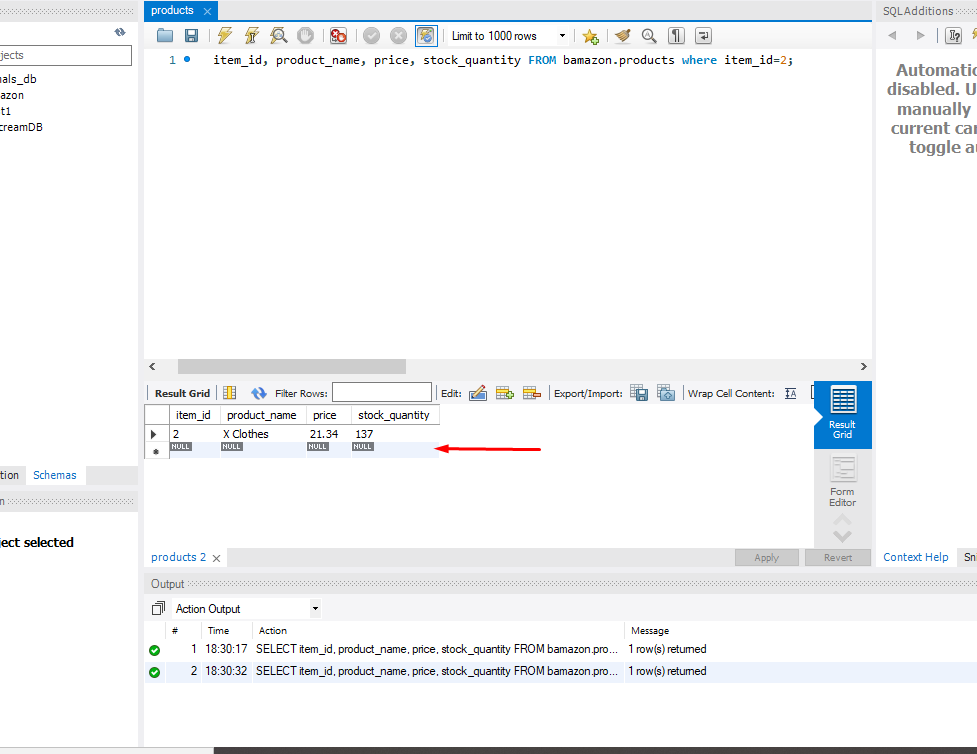 products
SQLAdditions
Limit to 1000 rows
jects
1 item_id, product_name, price, stock_quantity FROM bamazon.products where item_id=2;
nals_db
azon
t1
creamDB
Automatic
disabled. U
manually
current car
toggle au
Result Grid Filter Rows: Edit: Export/Import: Wrap Cell Content: IA
item_id product_name price stock_quantity
2 X Clothes 21.34 137
NULL NULL NULL NULL
Result
Grid
Form
Editor
tion Schemas
n
ject selected
products 2
Apply Revert
Context Help Sni
Output
Action Output
# Time Action Message
1 18:30:17 SELECT item_id, product_name, price, stock_quantity FROM bamazon.pro... 1 row(s) returned
2 18:30:32 SELECT item_id, product_name, price, stock_quantity FROM bamazon.pro... 1 row(s) returned